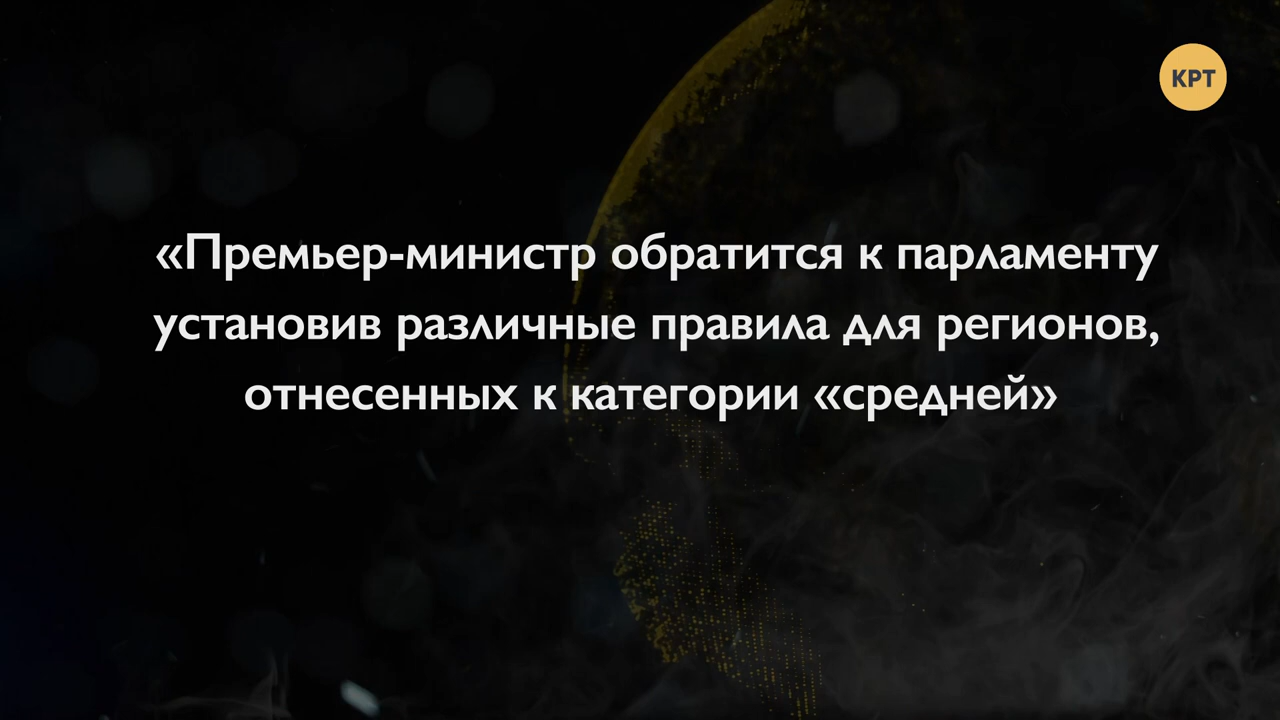 КРТ
«Премьер-министр обратится к парламенту
установив различные правила для регионов,
отнесенных к категории «средней»